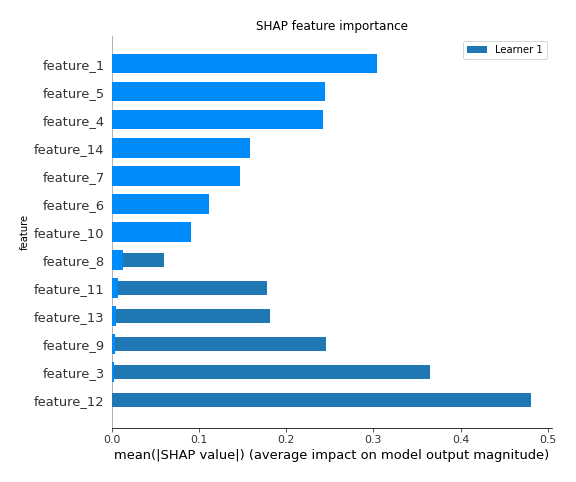 SHAP feature importance
Learner 1
feature_1
feature_5
feature_4
feature_14
feature_7
feature_6
feature_10
feature_8
feature_11
feature_13
feature_9
feature_3
feature_12
feature
0.0 0.1 0.2 0.3 0.4 0.5
mean(|SHAP value|) (average impact on model output magnitude)